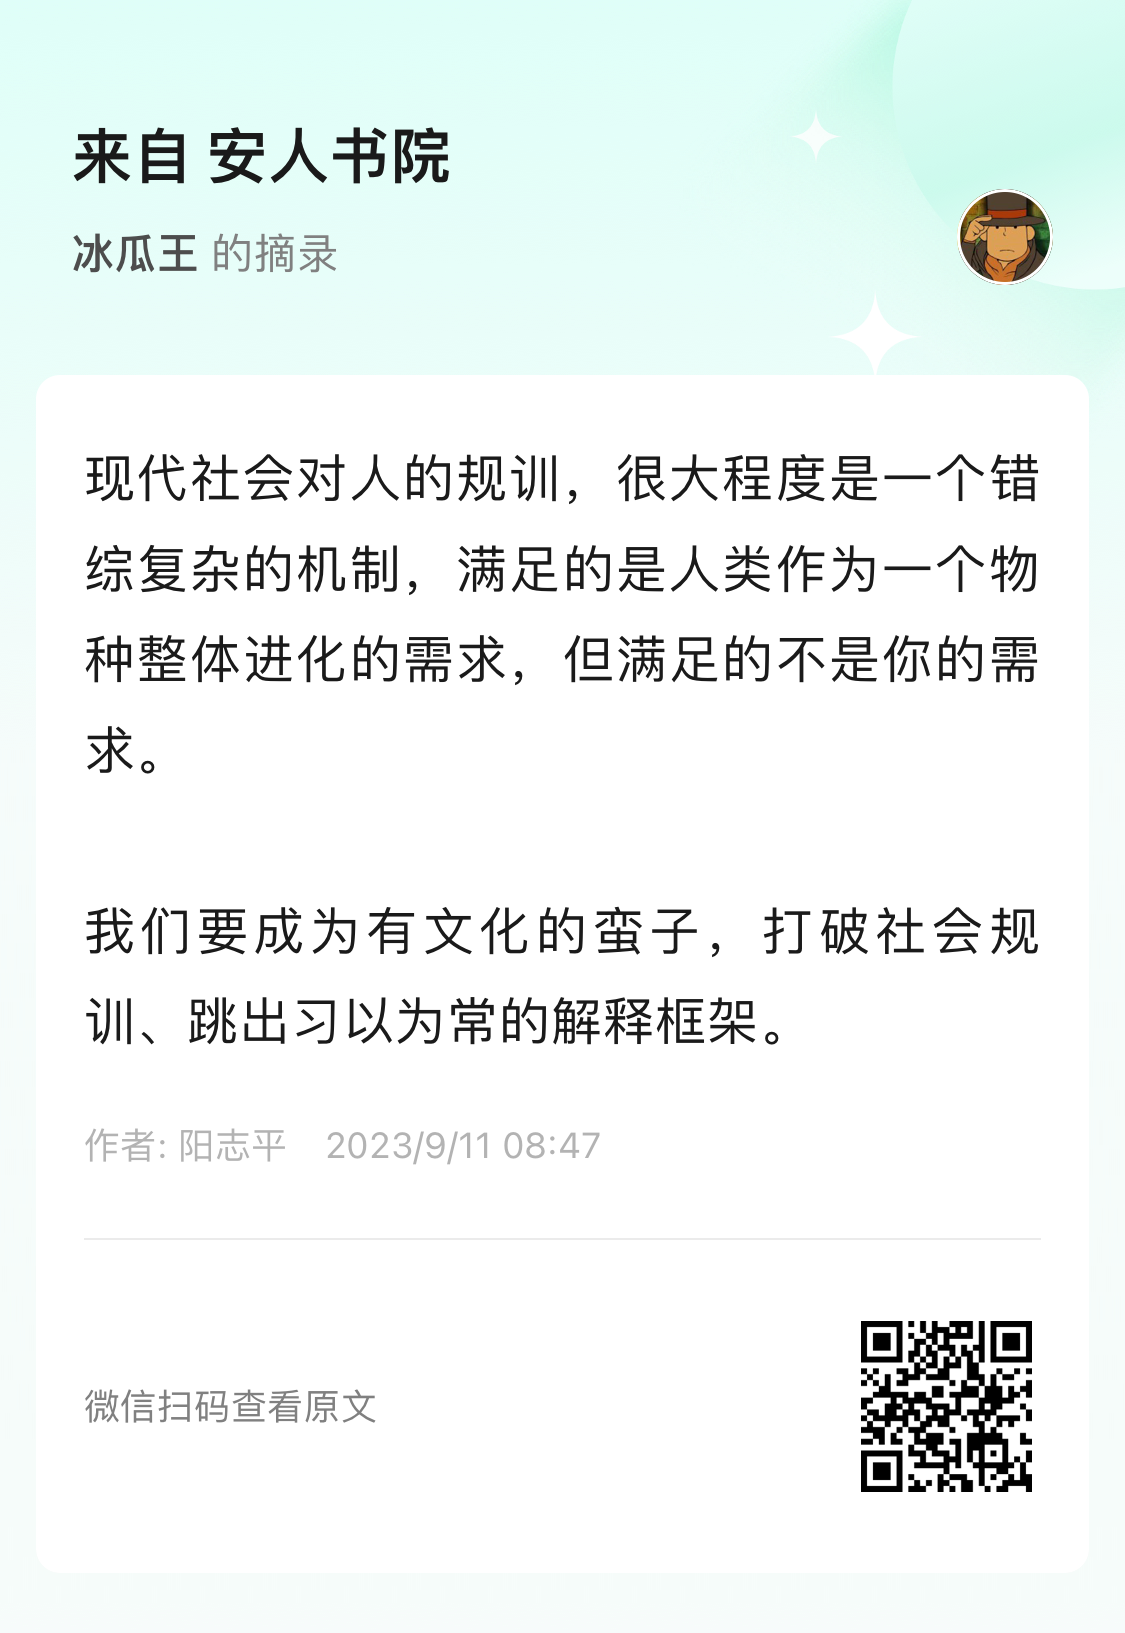 来自 安人书院
冰瓜王 的摘录
现代社会对人的规训，很大程度是一个错
综复杂的机制，满足的是人类作为一个物
种整体进化的需求，但满足的不是你的需
求。
我们要成为有文化的蛮子，打破社会规
训、跳出习以为常的解释框架。
作者: 阳志平 2023/9/11 08:47
微信扫码查看原文